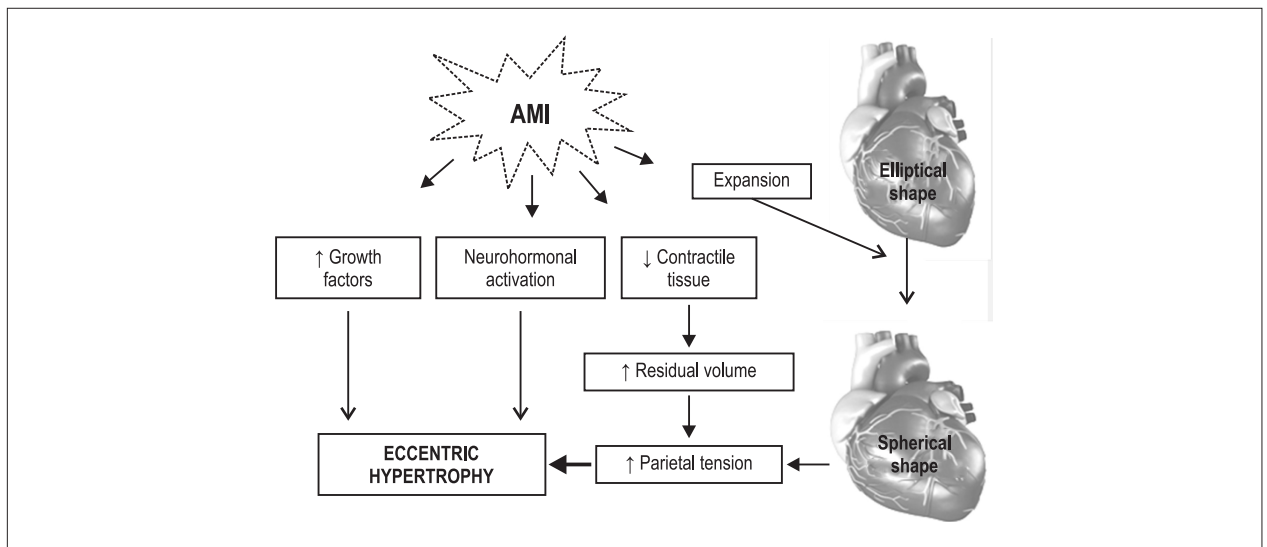 AMI
Expansion
Elliptical
shape
↑ Growth
factors
Neurohormonal
activation
↓ Contractile
tissue
↑ Residual volume
ECCENTRIC
HYPERTROPHY
↑ Parietal tension
Spherical
shape